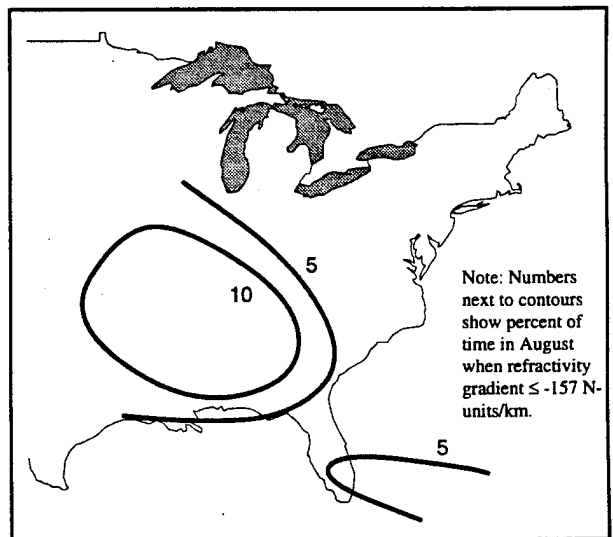 5
10
Note: Numbers
next to contours
show percent of
time in August
when refractivity
gradient ≤ -157 N-
units/km.
5